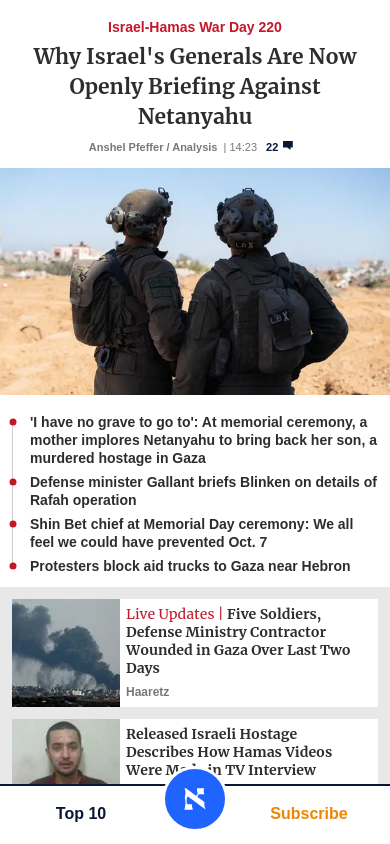 Israel-Hamas War Day 220
Why Israel's Generals Are Now
Openly Briefing Against
Netanyahu
Anshel Pfeffer / Analysis | 14:23 22
LBX
LBX
'I have no grave to go to': At memorial ceremony, a
mother implores Netanyahu to bring back her son, a
murdered hostage in Gaza
Defense minister Gallant briefs Blinken on details of
Rafah operation
Shin Bet chief at Memorial Day ceremony: We all
feel we could have prevented Oct. 7
Protesters block aid trucks to Gaza near Hebron
Live Updates | Five Soldiers,
Defense Ministry Contractor
Wounded in Gaza Over Last Two
Days
Haaretz
Released Israeli Hostage
Describes How Hamas Videos
Were Made in TV Interview
Top 10
א
Subscribe